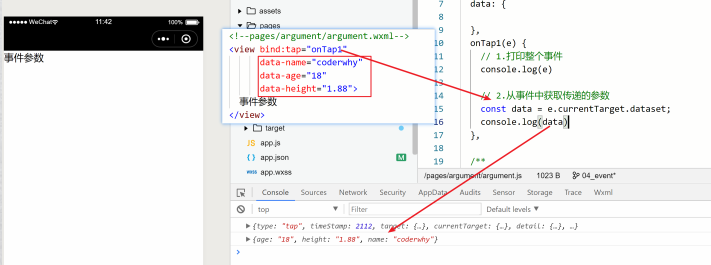 WeChat
11:42
100%
事件参数
assets
pages
<!--pages/argument/argument.wxml-->
<view bind:tap="onTap1"
data-name="coderwhy"
data-age="18"
data-height="1.88">
事件参数
</view>
target
app.js
app.json
M
app.wxss
7 data: {
8
9 },
10 onTap1(e) {
11 // 1.打印整个事件
12 console.log(e)
13
14 // 2.从事件中获取传递的参数
15 const data = e.currentTarget.dataset;
16 console.log(data)
17 },
18
19 /**
/pages/argument/argument.js 1023 B 04_event*
Console Sources Network Security AppData Audits Sensor Storage Trace Wxml
top Filter Default levels
{type: "tap", timeStamp: 2112, target: {…}, currentTarget: {…}, detail: {…}, …}
{age: "18", height: "1.88", name: "coderwhy"}